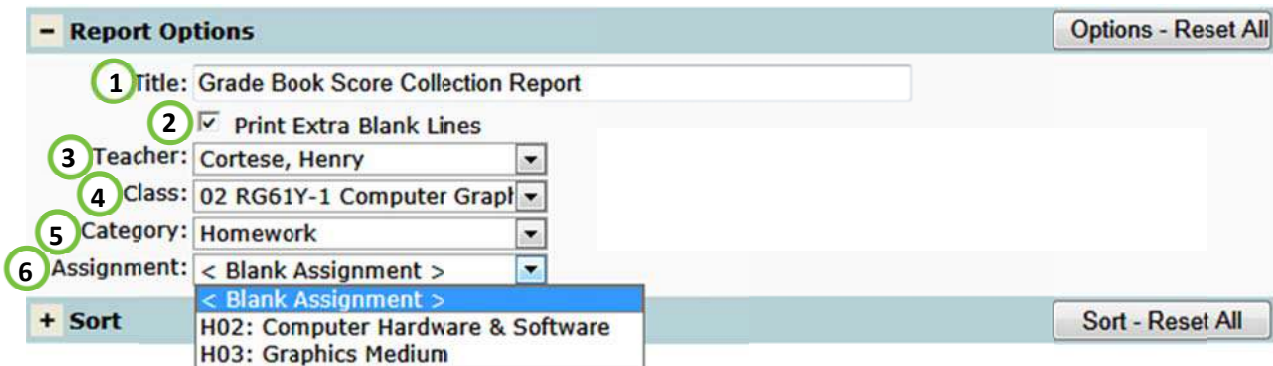 − Report Options Options - Reset All
1 Title: Grade Book Score Collection Report
2 Print Extra Blank Lines
3 Teacher: Cortese, Henry
4 Class: 02 RG61Y-1 Computer Graph
5 Category: Homework
6 Assignment: < Blank Assignment >
< Blank Assignment >
+ Sort H02: Computer Hardware & Software Sort - Reset All
H03: Graphics Medium